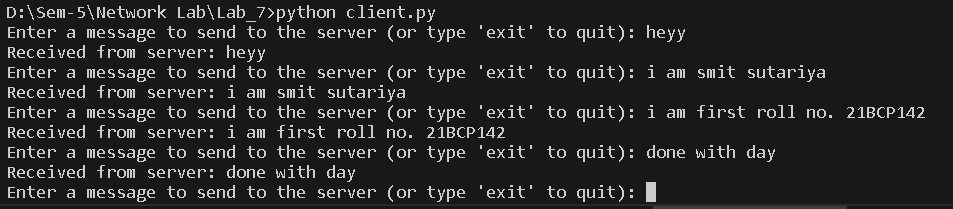 D:\Sem-5\Network Lab\Lab_7>python client.py
Enter a message to send to the server (or type 'exit' to quit): heyy
Received from server: heyy
Enter a message to send to the server (or type 'exit' to quit): i am smit sutariya
Received from server: i am smit sutariya
Enter a message to send to the server (or type 'exit' to quit): i am first roll no. 21BCP142
Received from server: i am first roll no. 21BCP142
Enter a message to send to the server (or type 'exit' to quit): done with day
Received from server: done with day
Enter a message to send to the server (or type 'exit' to quit):